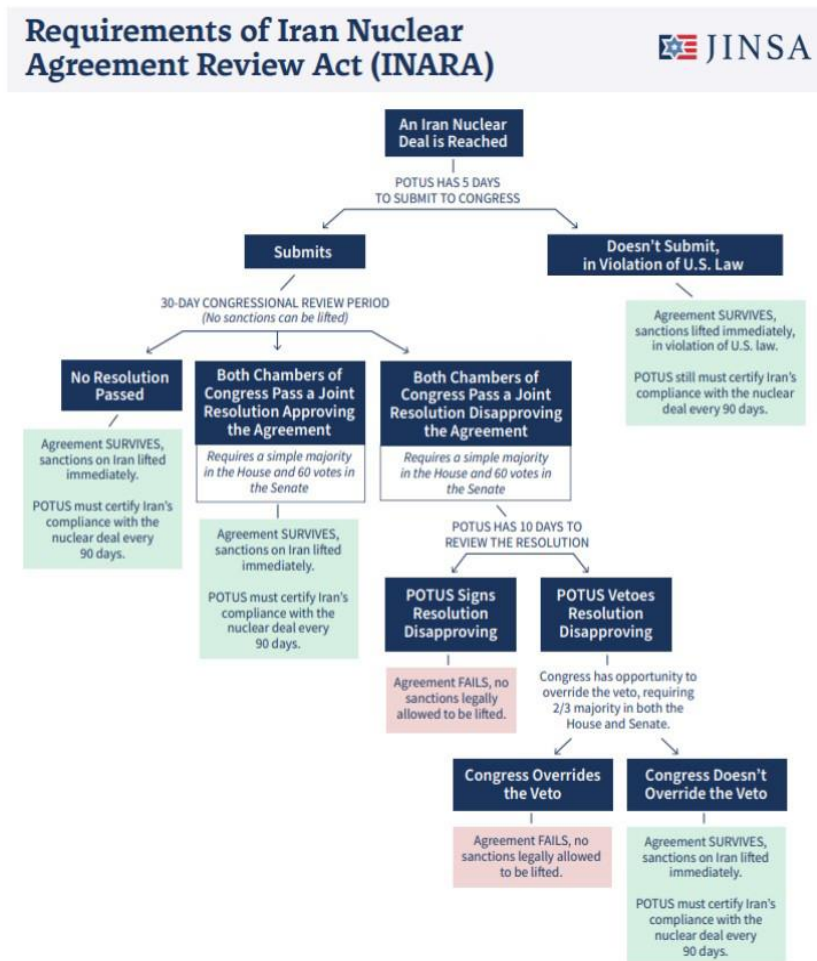 Requirements of Iran Nuclear
Agreement Review Act (INARA)
JINSA
An Iran Nuclear
Deal is Reached
POTUS HAS 5 DAYS
TO SUBMIT TO CONGRESS
Submits
Doesn't Submit,
in Violation of U.S. Law
30-DAY CONGRESSIONAL REVIEW PERIOD
(No sanctions can be lifted)
Agreement SURVIVES,
sanctions lifted immediately,
in violation of U.S. law.
POTUS still must certify Iran's
compliance with the nuclear
deal every 90 days.
No Resolution
Passed
Agreement SURVIVES,
sanctions on Iran lifted
immediately.
POTUS must certify Iran's
compliance with the
nuclear deal every
90 days.
Both Chambers of
Congress Pass a Joint
Resolution Approving
the Agreement
Requires a simple majority
in the House and 60 votes in
the Senate
Agreement SURVIVES,
sanctions on Iran lifted
immediately.
POTUS must certify Iran's
compliance with the
nuclear deal every
90 days.
Both Chambers of
Congress Pass a Joint
Resolution Disapproving
the Agreement
Requires a simple majority
in the House and 60 votes in
the Senate
POTUS HAS 10 DAYS TO
REVIEW THE RESOLUTION
POTUS Signs
Resolution
Disapproving
Agreement FAILS, no
sanctions legally
allowed to be lifted.
POTUS Vetoes
Resolution
Disapproving
Congress has opportunity to
override the veto, requiring
2/3 majority in both the
House and Senate.
Congress Overrides
the Veto
Agreement FAILS, no
sanctions legally allowed
to be lifted.
Congress Doesn't
Override the Veto
Agreement SURVIVES,
sanctions on Iran lifted
immediately.
POTUS must certify Iran's
compliance with the
nuclear deal every
90 days.